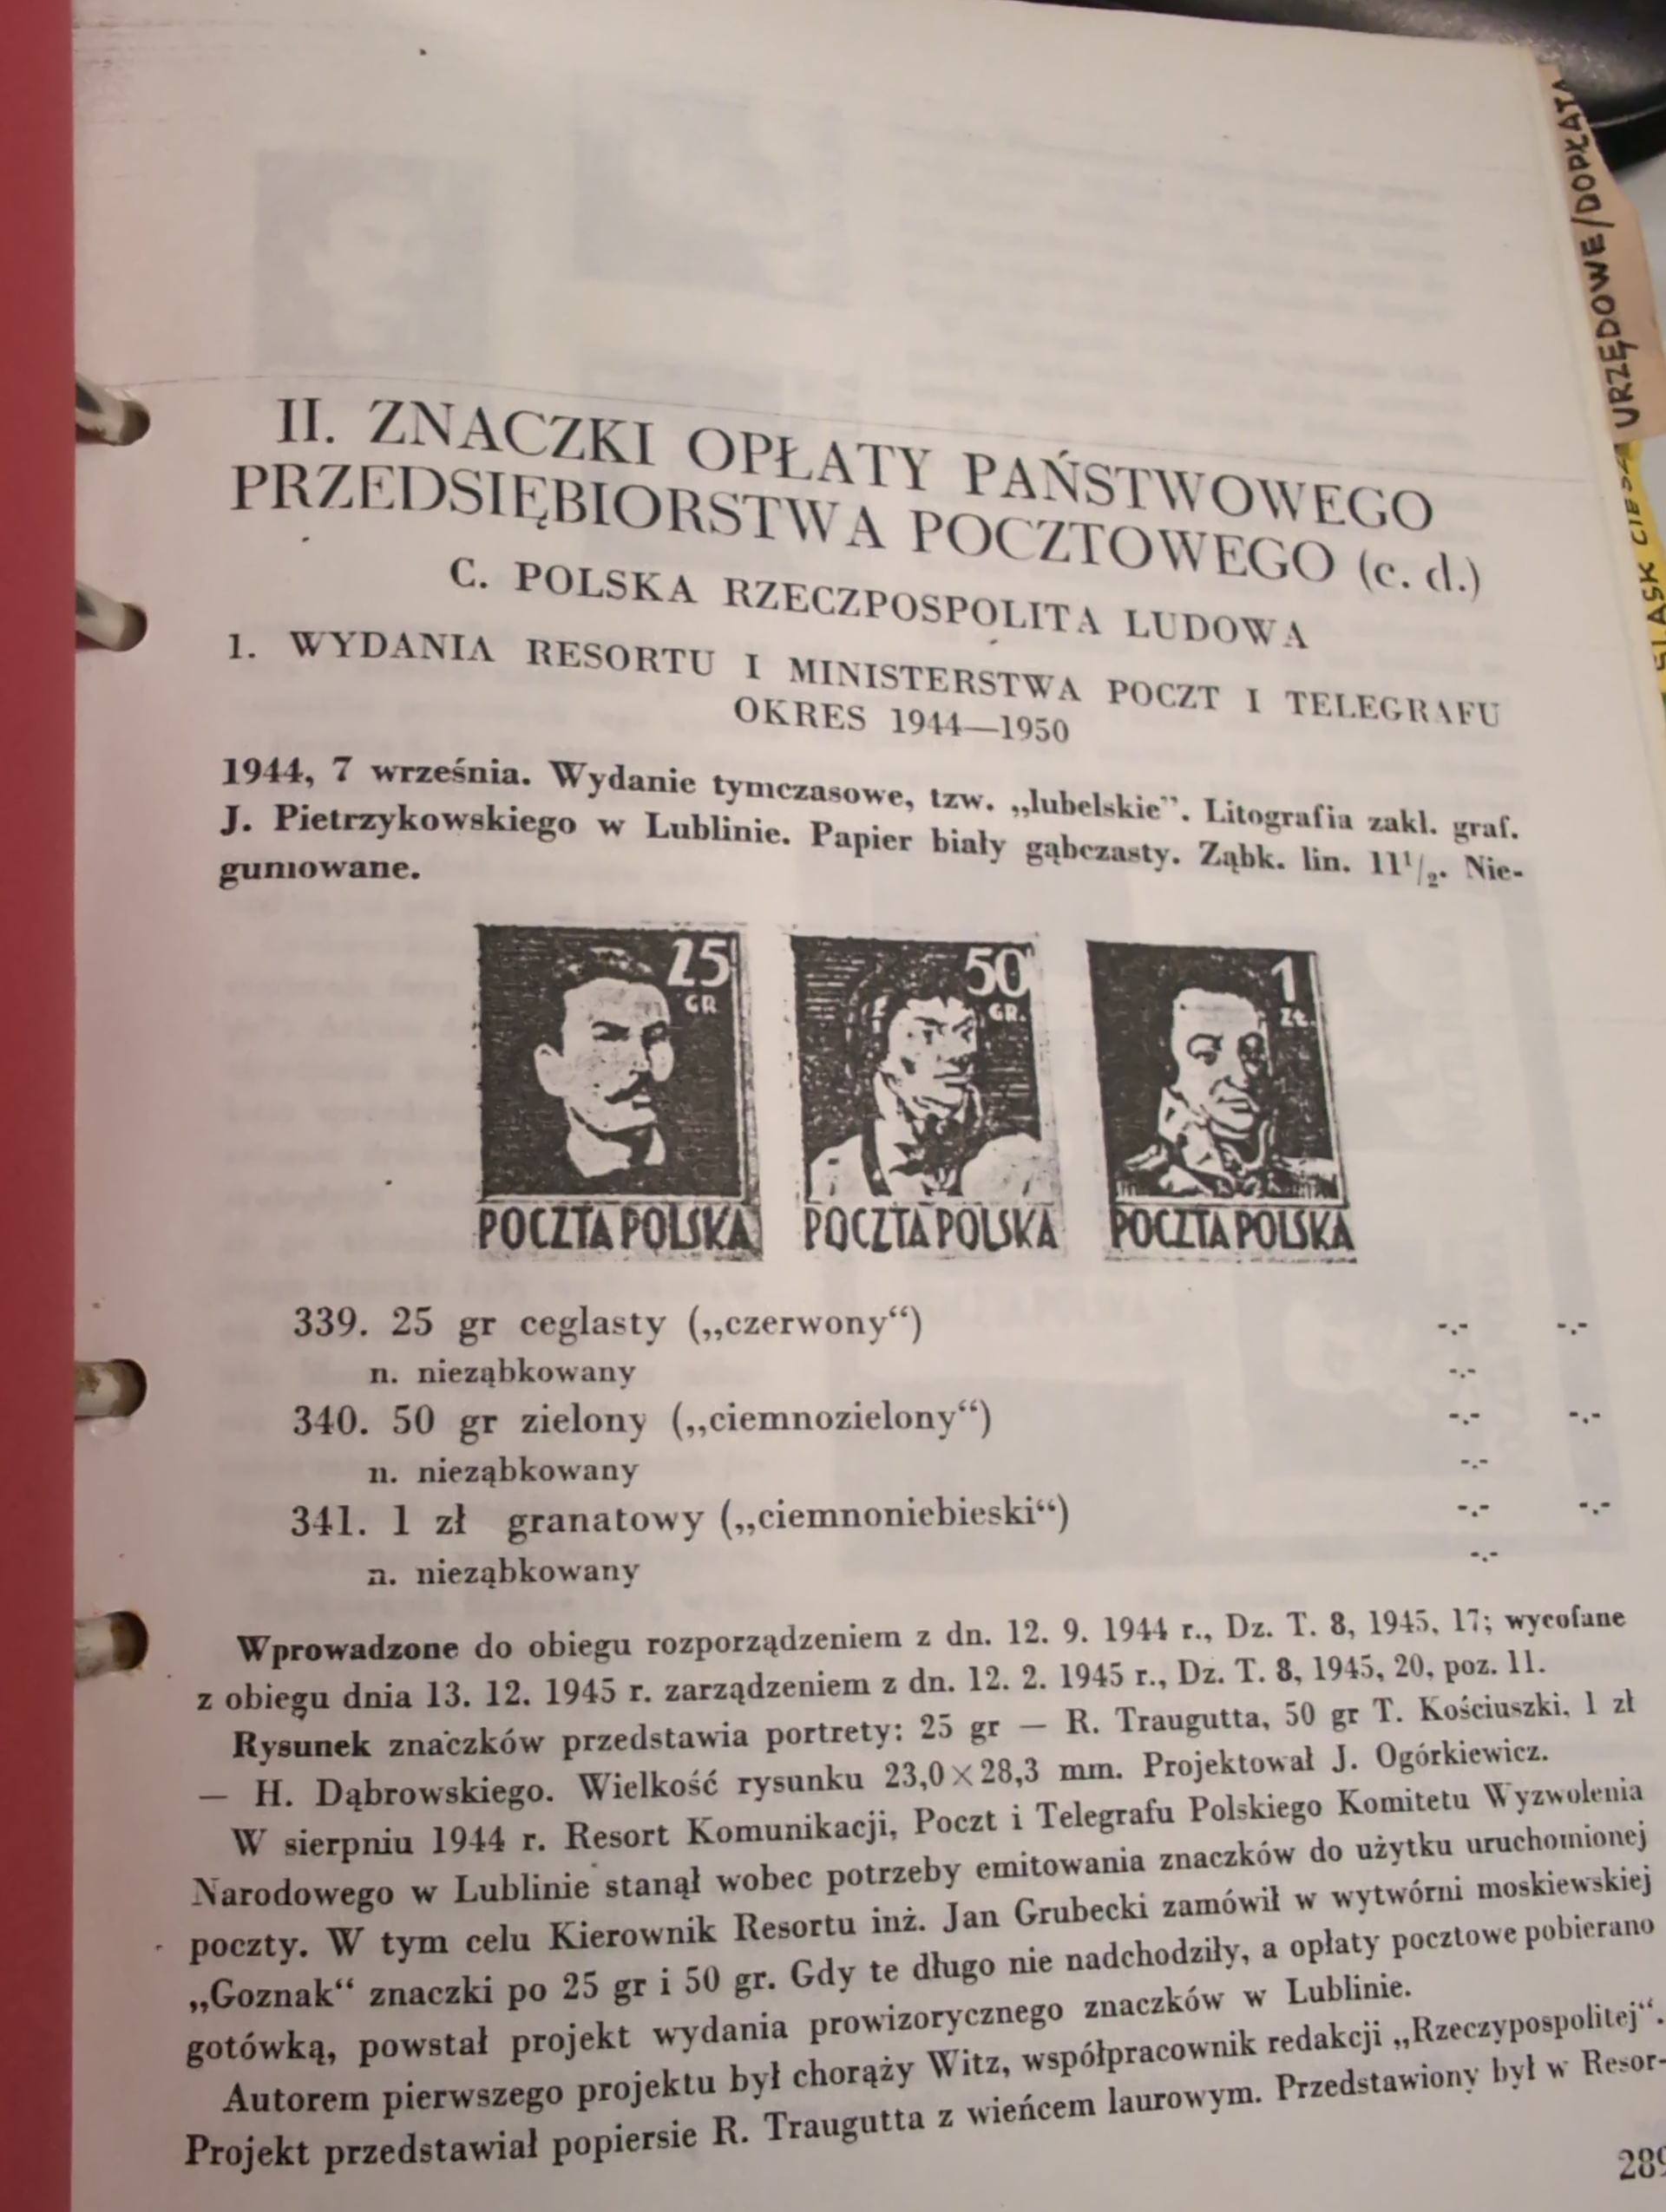 URZĘDOWE/DOPŁATA
II. ZNACZKI OPŁATY PAŃSTWOWEGO
PRZEDSIĘBIORSTWA POCZTOWEGO (c. d.)
C. POLSKA RZECZPOSPOLITA LUDOWA
1. WYDANIA RESORTU I MINISTERSTWA POCZT I TELEGRAFU
OKRES 1944—1950
1944, 7 września. Wydanie tymczasowe, tzw. „lubelskie”. Litografia zakl. graf.
J. Pietrzykowskiego w Lublinie. Papier biały gąbczasty. Ząbk. lin. 11¹/₂. Nie-
gumowane.
25 GR POCZTA POLSKA
50 GR. POCZTA POLSKA
1 ZŁ. POCZTA POLSKA
339. 25 gr ceglasty („czerwony“) -.- -.-
n. nieząbkowany -.-
340. 50 gr zielony („ciemnozielony“) -.- -.-
n. nieząbkowany -.-
341. 1 zł granatowy („ciemnoniebieski“) -.- -.-
n. nieząbkowany -.-
Wprowadzone do obiegu rozporządzeniem z dn. 12. 9. 1944 r., Dz. T. 8, 1945, 17; wycofane
z obiegu dnia 13. 12. 1945 r. zarządzeniem z dn. 12. 2. 1945 r., Dz. T. 8, 1945, 20, poz. 11.
Rysunek znaczków przedstawia portrety: 25 gr — R. Traugutta, 50 gr T. Kościuszki, 1 zł
— H. Dąbrowskiego. Wielkość rysunku 23,0×28,3 mm. Projektował J. Ogórkiewicz.
W sierpniu 1944 r. Resort Komunikacji, Poczt i Telegrafu Polskiego Komitetu Wyzwolenia
Narodowego w Lublinie stanął wobec potrzeby emitowania znaczków do użytku uruchomionej
poczty. W tym celu Kierownik Resortu inż. Jan Grubecki zamówił w wytwórni moskiewskiej
„Goznak“ znaczki po 25 gr i 50 gr. Gdy te długo nie nadchodziły, a opłaty pocztowe pobierano
gotówką, powstał projekt wydania prowizorycznego znaczków w Lublinie.
Autorem pierwszego projektu był chorąży Witz, współpracownik redakcji „Rzeczypospolitej“.
Projekt przedstawiał popiersie R. Traugutta z wieńcem laurowym. Przedstawiony był w Resor-
289